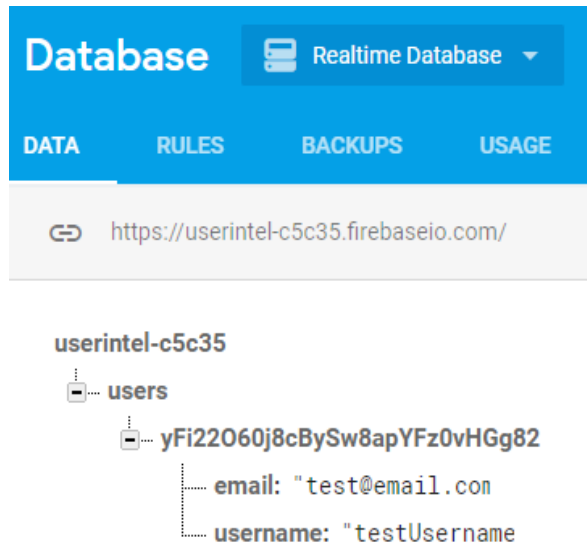 Database Realtime Database
DATA RULES BACKUPS USAGE
https://userintel-c5c35.firebaseio.com/
userintel-c5c35
users
yFi22O60j8cBySw8apYFz0vHGg82
email: "test@email.con
username: "testUsername